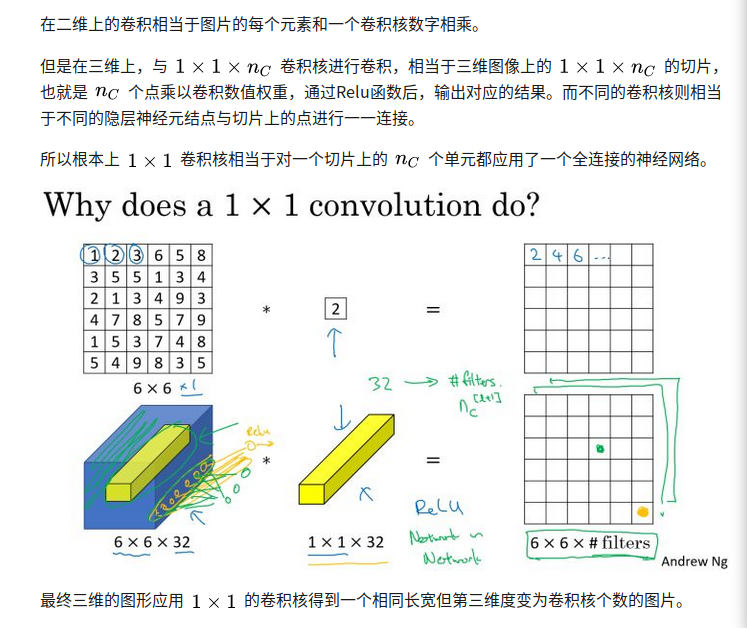 在二维上的卷积相当于图片的每个元素和一个卷积核数字相乘。
但是在三维上，与 1 × 1 × n_C 卷积核进行卷积，相当于三维图像上的 1 × 1 × n_C 的切片，
也就是 n_C 个点乘以卷积数值权重，通过Relu函数后，输出对应的结果。而不同的卷积核则相当
于不同的隐层神经元结点与切片上的点进行一一连接。
所以根本上 1 × 1 卷积核相当于对一个切片上的 n_C 个单元都应用了一个全连接的神经网络。
Why does a 1 × 1 convolution do?
1 2 3 6 5 8
3 5 5 1 3 4
2 1 3 4 9 3
4 7 8 5 7 9
1 5 3 7 4 8
5 4 9 8 3 5
6 × 6 ×1
*
2
=
2 4 6 ...
32 → # filters.
n_C^[l+1]
relu
*
=
ReLU
Network in
Network
6 × 6 × 32
1 × 1 × 32
6 × 6 × # filters
Andrew Ng
最终三维的图形应用 1 × 1 的卷积核得到一个相同长宽但第三维度变为卷积核个数的图片。